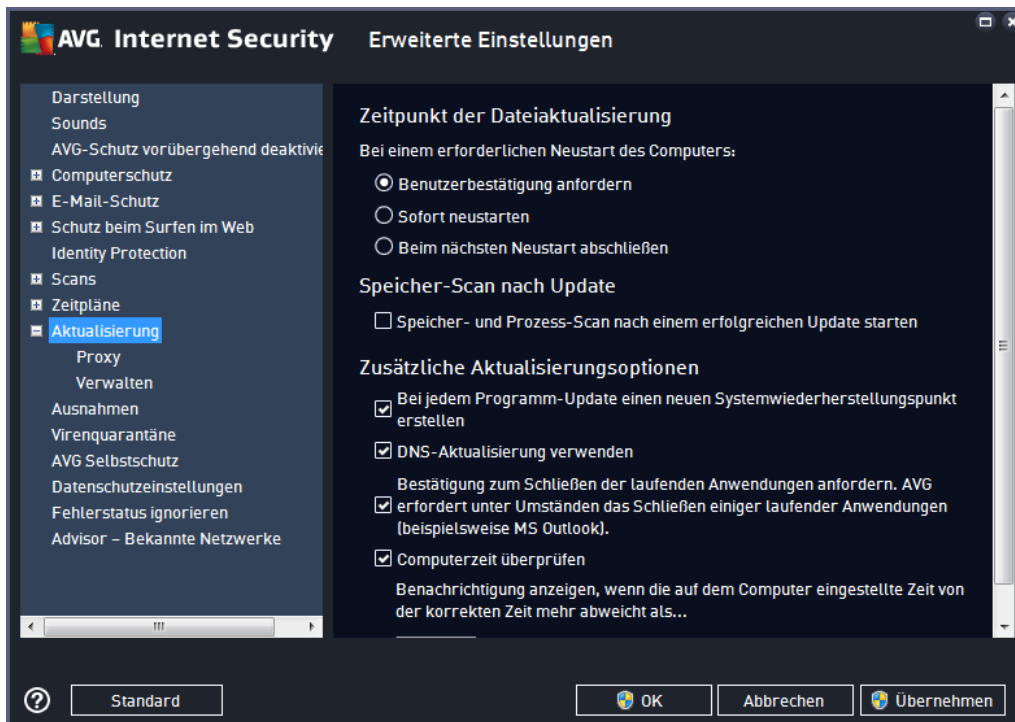 AVG. Internet Security
Erweiterte Einstellungen
Darstellung
Sounds
AVG-Schutz vorübergehend deaktivie
Computerschutz
E-Mail-Schutz
Schutz beim Surfen im Web
Identity Protection
Scans
Zeitpläne
Aktualisierung
Proxy
Verwalten
Ausnahmen
Virenquarantäne
AVG Selbstschutz
Datenschutzeinstellungen
Fehlerstatus ignorieren
Advisor – Bekannte Netzwerke
Zeitpunkt der Dateiaktualisierung
Bei einem erforderlichen Neustart des Computers:
Benutzerbestätigung anfordern
Sofort neustarten
Beim nächsten Neustart abschließen
Speicher-Scan nach Update
Speicher- und Prozess-Scan nach einem erfolgreichen Update starten
Zusätzliche Aktualisierungsoptionen
Bei jedem Programm-Update einen neuen Systemwiederherstellungspunkt
erstellen
DNS-Aktualisierung verwenden
Bestätigung zum Schließen der laufenden Anwendungen anfordern. AVG
erfordert unter Umständen das Schließen einiger laufender Anwendungen
(beispielsweise MS Outlook).
Computerzeit überprüfen
Benachrichtigung anzeigen, wenn die auf dem Computer eingestellte Zeit von
der korrekten Zeit mehr abweicht als...
?
Standard
OK
Abbrechen
Übernehmen